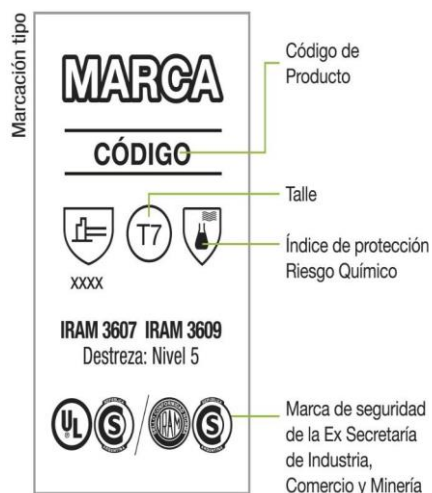 Marcación tipo
MARCA
CÓDIGO
T7
xxxx
IRAM 3607 IRAM 3609
Destreza: Nivel 5
UL
S
IRAM
S
Código de
Producto
Talle
Índice de protección
Riesgo Químico
Marca de seguridad
de la Ex Secretaría
de Industria,
Comercio y Minería